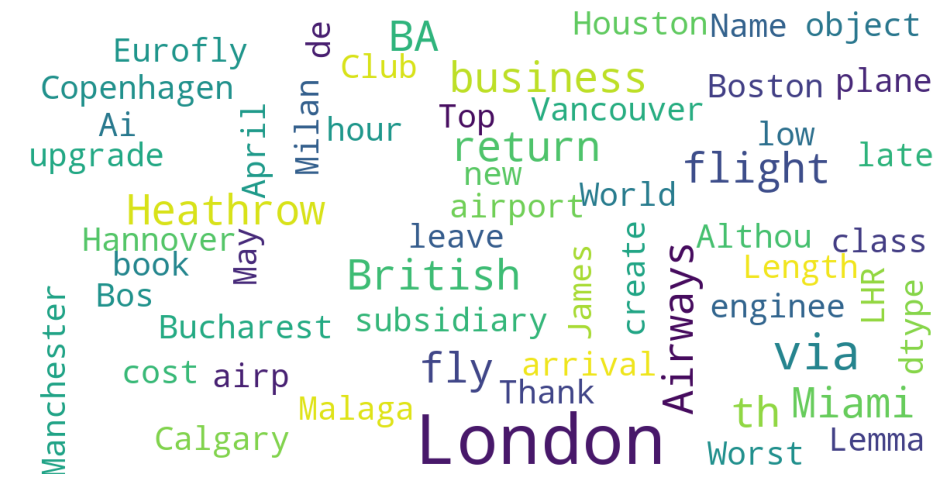 Houston Name object
de
BA
Eurofly
Club
business
Copenhagen
Boston plane
Top
Vancouver
Ai
Milan
April
hour
low
return
upgrade
flight
late
new
World
airport
Heathrow
Hannover
leave
Althou
class
book
May
James
create
Airways
British
Length
LHR
Bos
enginee
dtype
Manchester
Bucharest
subsidiary
via
cost
airp
fly
arrival
Thank
Malaga
th
Miami
Calgary
London
Worst
Lemma